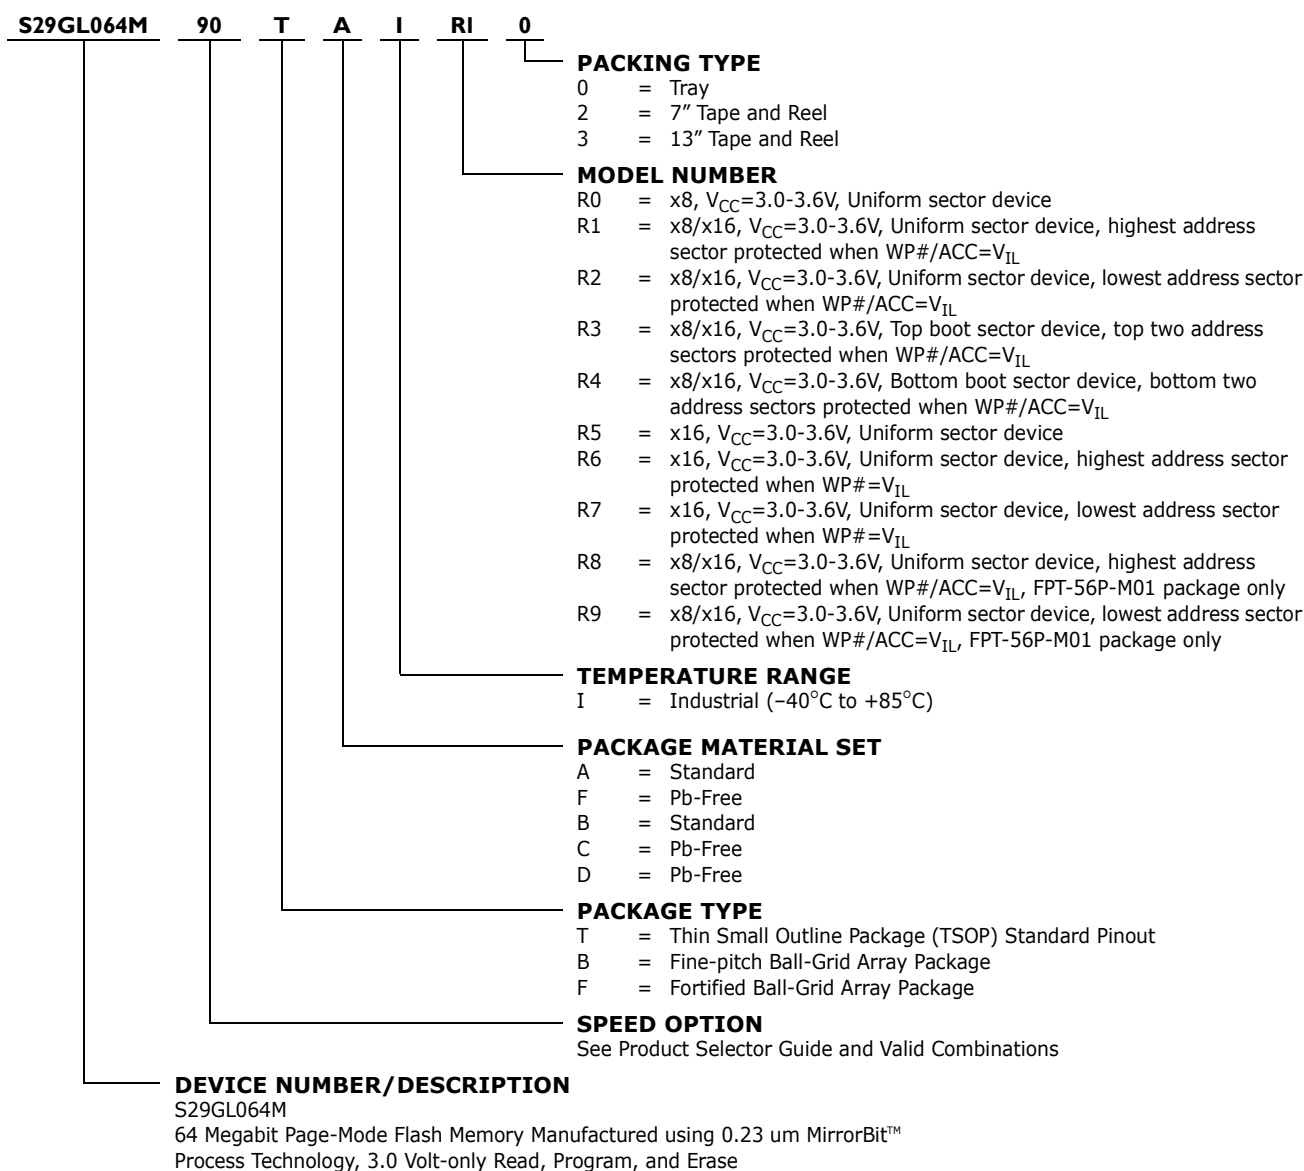 S29GL064M 90 T A I R1 0
PACKING TYPE
0 = Tray
2 = 7” Tape and Reel
3 = 13” Tape and Reel
MODEL NUMBER
R0 = x8, VCC=3.0-3.6V, Uniform sector device
R1 = x8/x16, VCC=3.0-3.6V, Uniform sector device, highest address
sector protected when WP#/ACC=VIL
R2 = x8/x16, VCC=3.0-3.6V, Uniform sector device, lowest address sector
protected when WP#/ACC=VIL
R3 = x8/x16, VCC=3.0-3.6V, Top boot sector device, top two address
sectors protected when WP#/ACC=VIL
R4 = x8/x16, VCC=3.0-3.6V, Bottom boot sector device, bottom two
address sectors protected when WP#/ACC=VIL
R5 = x16, VCC=3.0-3.6V, Uniform sector device
R6 = x16, VCC=3.0-3.6V, Uniform sector device, highest address sector
protected when WP#=VIL
R7 = x16, VCC=3.0-3.6V, Uniform sector device, lowest address sector
protected when WP#=VIL
R8 = x8/x16, VCC=3.0-3.6V, Uniform sector device, highest address
sector protected when WP#/ACC=VIL, FPT-56P-M01 package only
R9 = x8/x16, VCC=3.0-3.6V, Uniform sector device, lowest address sector
protected when WP#/ACC=VIL, FPT-56P-M01 package only
TEMPERATURE RANGE
I = Industrial (–40°C to +85°C)
PACKAGE MATERIAL SET
A = Standard
F = Pb-Free
B = Standard
C = Pb-Free
D = Pb-Free
PACKAGE TYPE
T = Thin Small Outline Package (TSOP) Standard Pinout
B = Fine-pitch Ball-Grid Array Package
F = Fortified Ball-Grid Array Package
SPEED OPTION
See Product Selector Guide and Valid Combinations
DEVICE NUMBER/DESCRIPTION
S29GL064M
64 Megabit Page-Mode Flash Memory Manufactured using 0.23 um MirrorBit™
Process Technology, 3.0 Volt-only Read, Program, and Erase